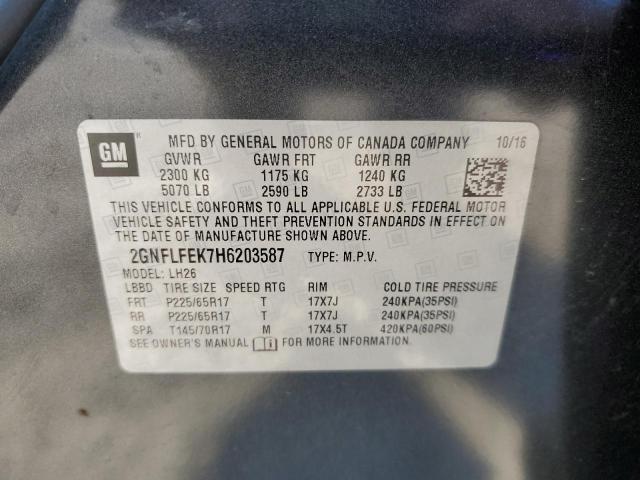 GM
MFD BY GENERAL MOTORS OF CANADA COMPANY 10/16
GVWR GAWR FRT GAWR RR
2300 KG 1175 KG 1240 KG
5070 LB 2590 LB 2733 LB
THIS VEHICLE CONFORMS TO ALL APPLICABLE U.S. FEDERAL MOTOR
VEHICLE SAFETY AND THEFT PREVENTION STANDARDS IN EFFECT ON
THE DATE OF MANUFACTURE SHOWN ABOVE.
2GNFLFEK7H6203587 TYPE: M.P.V.
MODEL: LH26
LBBD TIRE SIZE SPEED RTG RIM COLD TIRE PRESSURE
FRT P225/65R17 T 17X7J 240KPA(35PSI)
RR P225/65R17 T 17X7J 240KPA(35PSI)
SPA T145/70R17 M 17X4.5T 420KPA(60PSI)
SEE OWNER'S MANUAL FOR MORE INFORMATION.